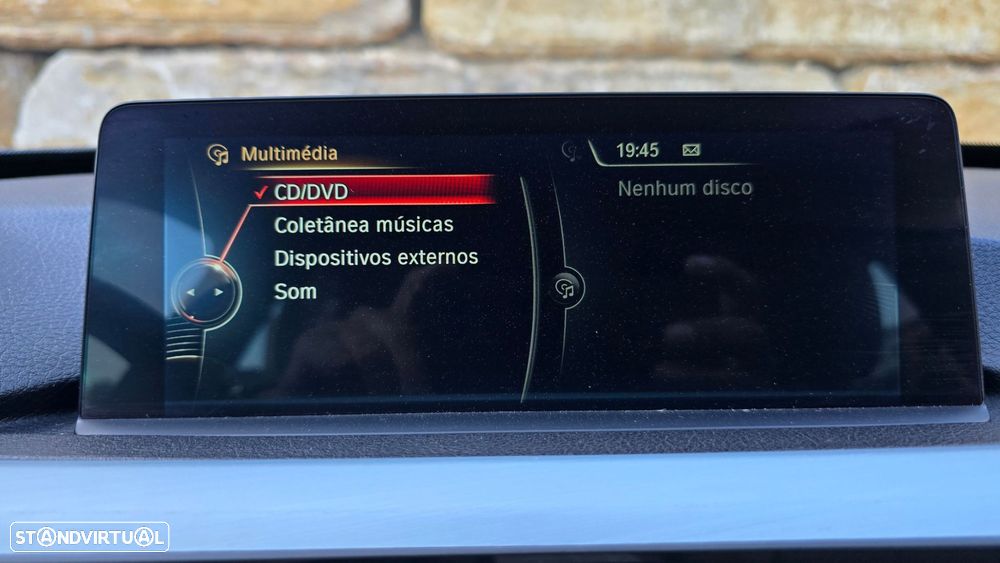 Multimédia
CD/DVD
Coletânea músicas
Dispositivos externos
Som
19:45
Nenhum disco
STANDVIRTUAL